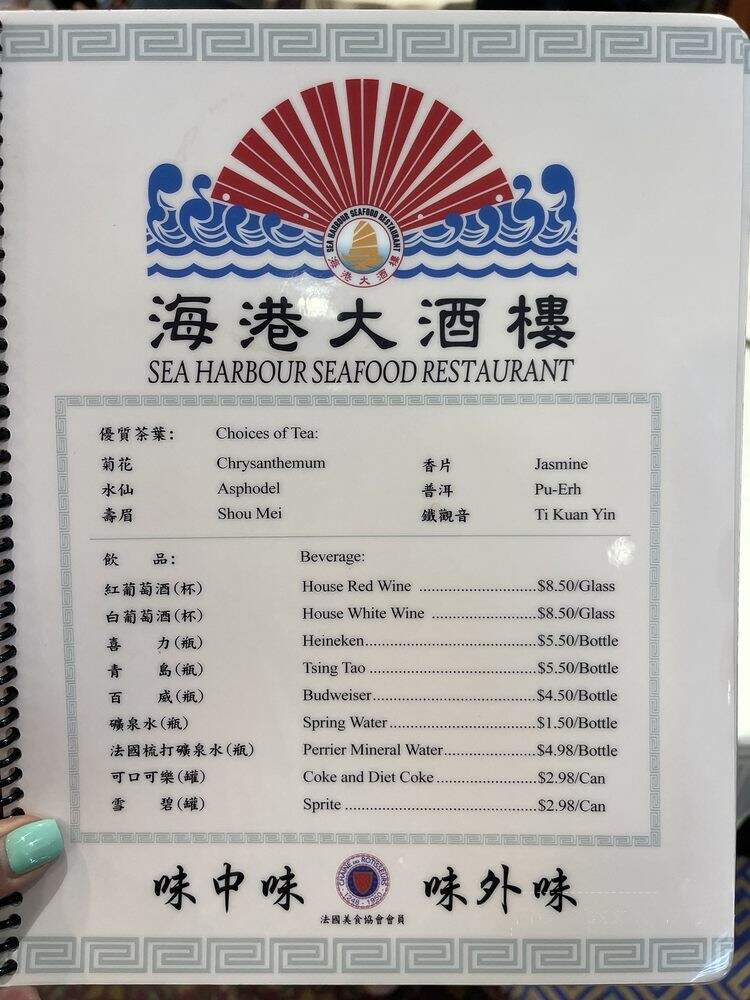 SEA HARBOUR SEAFOOD RESTAURANT
海港大酒樓
海港大酒樓
SEA HARBOUR SEAFOOD RESTAURANT
優質茶葉: Choices of Tea:
菊花 Chrysanthemum 香片 Jasmine
水仙 Asphodel 普洱 Pu-Erh
壽眉 Shou Mei 鐵觀音 Ti Kuan Yin
飲 品: Beverage:
紅葡萄酒(杯) House Red Wine ........................$8.50/Glass
白葡萄酒(杯) House White Wine .....................$8.50/Glass
喜 力(瓶) Heineken...................................$5.50/Bottle
青 島(瓶) Tsing Tao ..................................$5.50/Bottle
百 威(瓶) Budweiser.................................$4.50/Bottle
礦泉水(瓶) Spring Water..............................$1.50/Bottle
法國梳打礦泉水(瓶) Perrier Mineral Water...................$4.98/Bottle
可口可樂(罐) Coke and Diet Coke.....................$2.98/Can
雪 碧(罐) Sprite .......................................$2.98/Can
味中味 味外味
CHAINE DES ROTISSEURS
1248 - 1950
法國美食協會會員